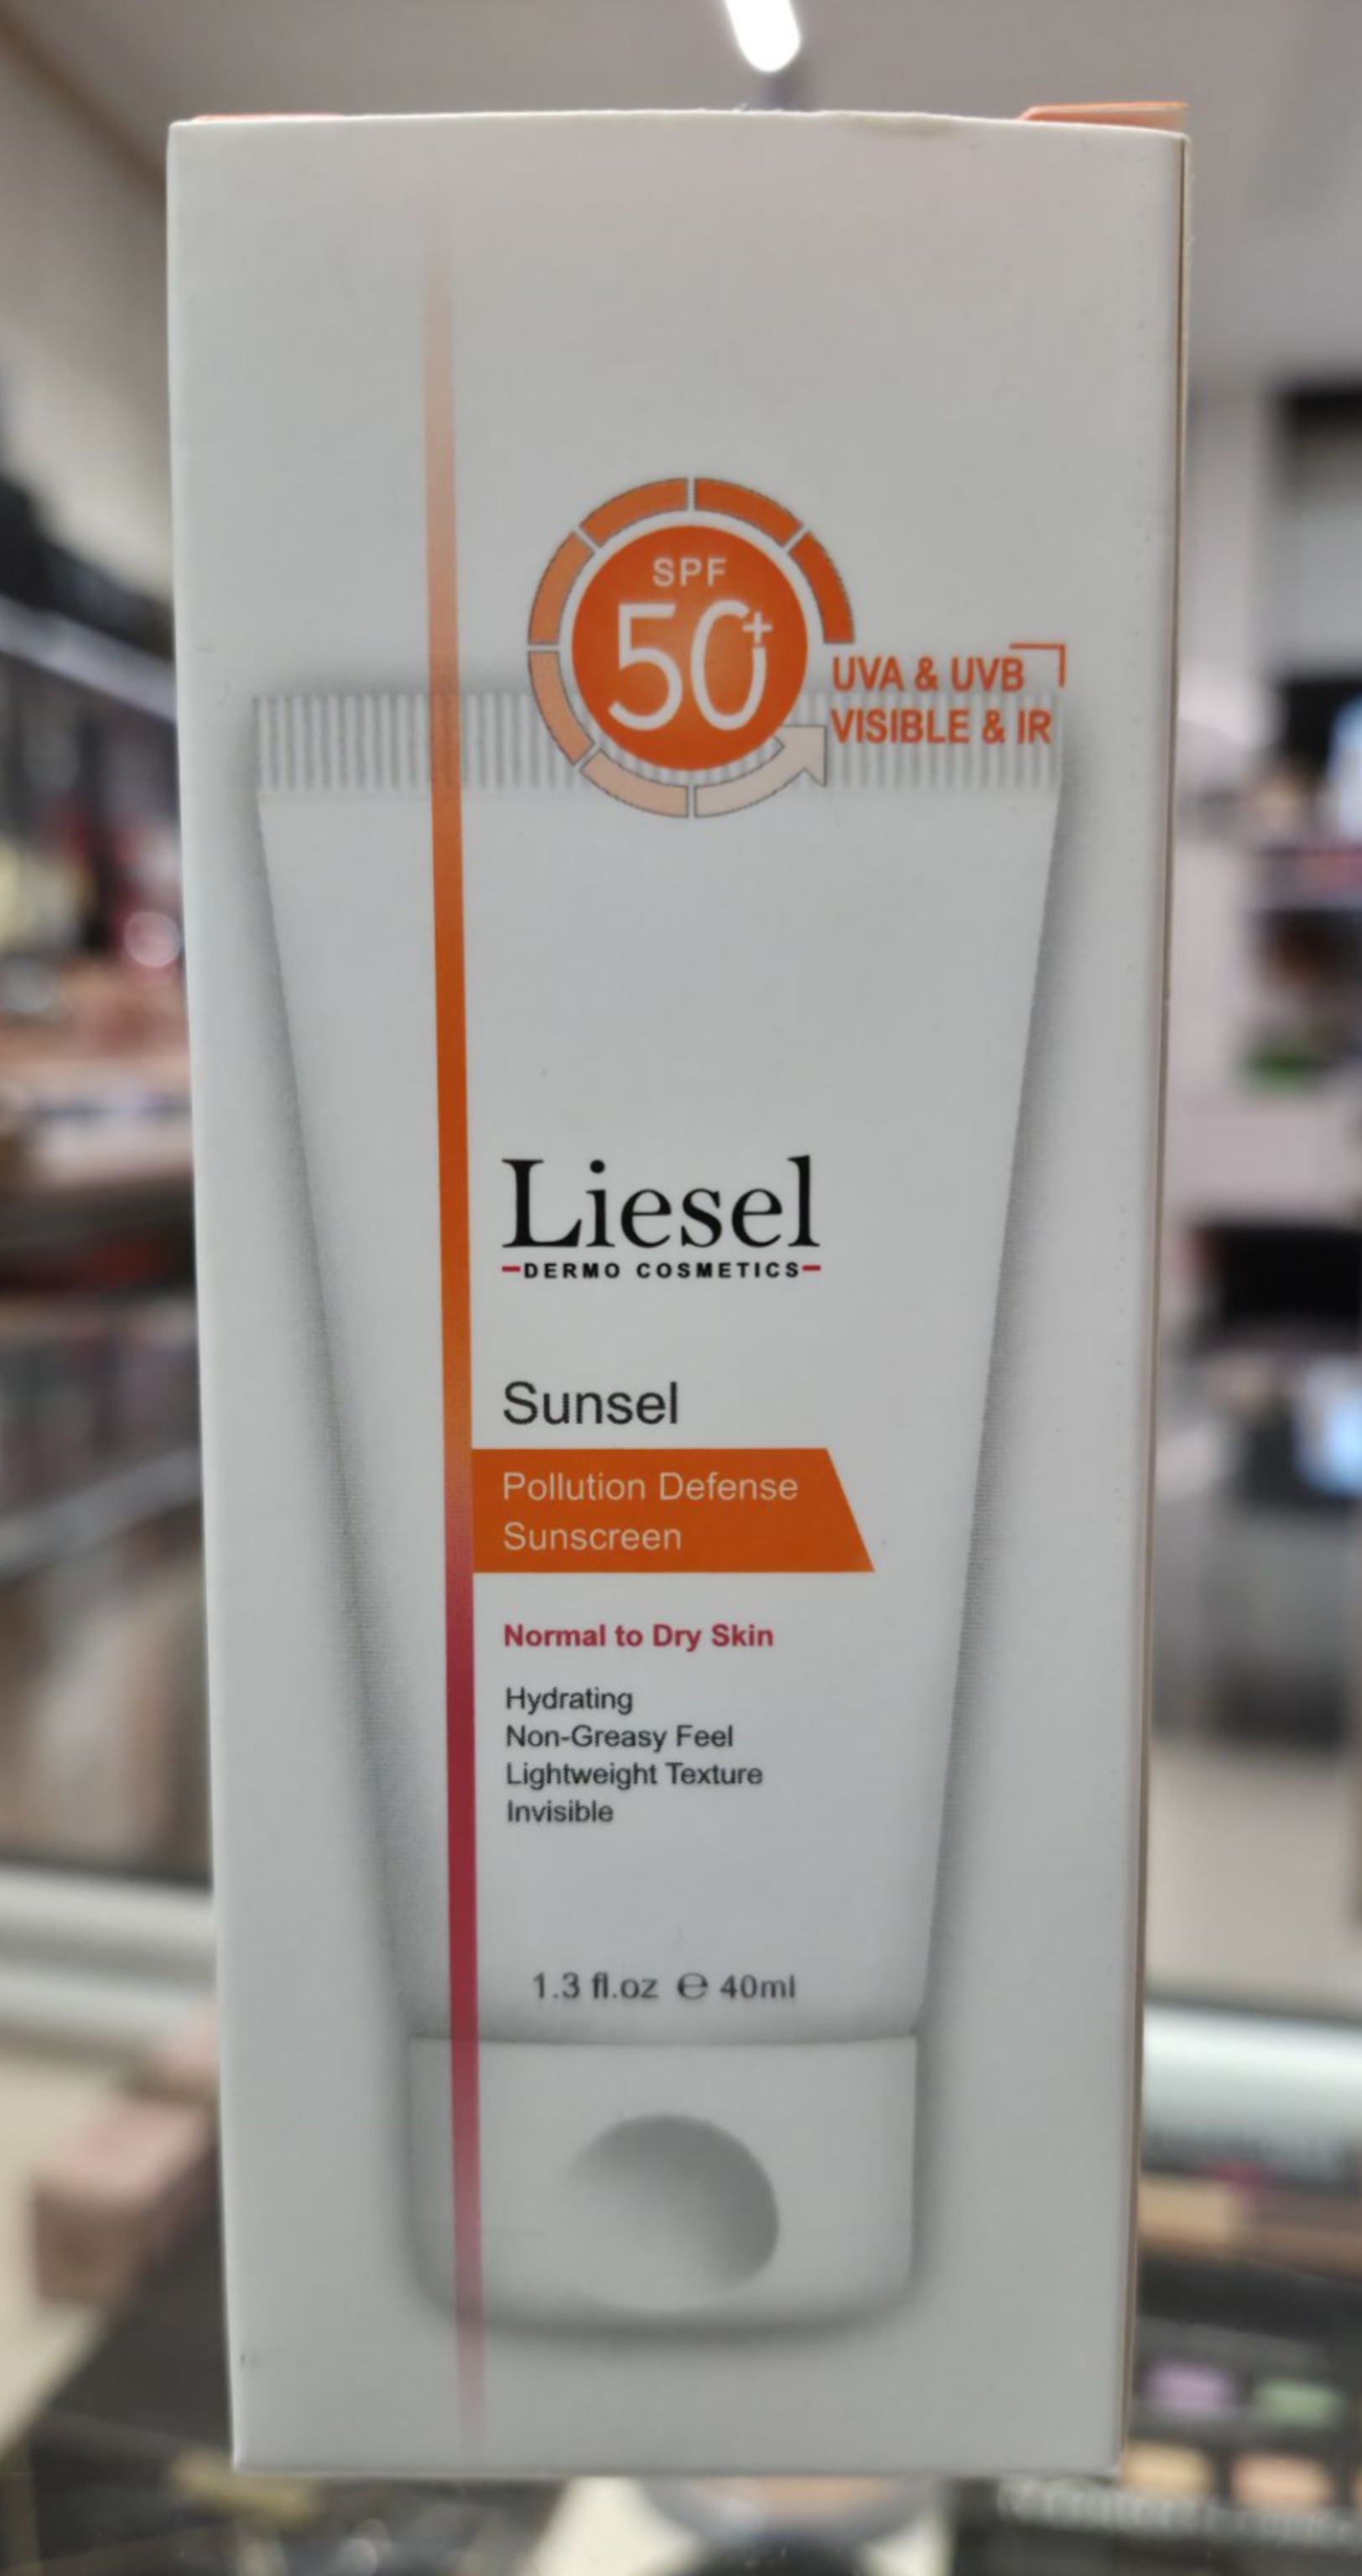 SPF
50+
UVA & UVB
VISIBLE & IR
Liesel
DERMO COSMETICS
Sunsel
Pollution Defense
Sunscreen
Normal to Dry Skin
Hydrating
Non-Greasy Feel
Lightweight Texture
Invisible
1.3 fl.oz ℮ 40ml